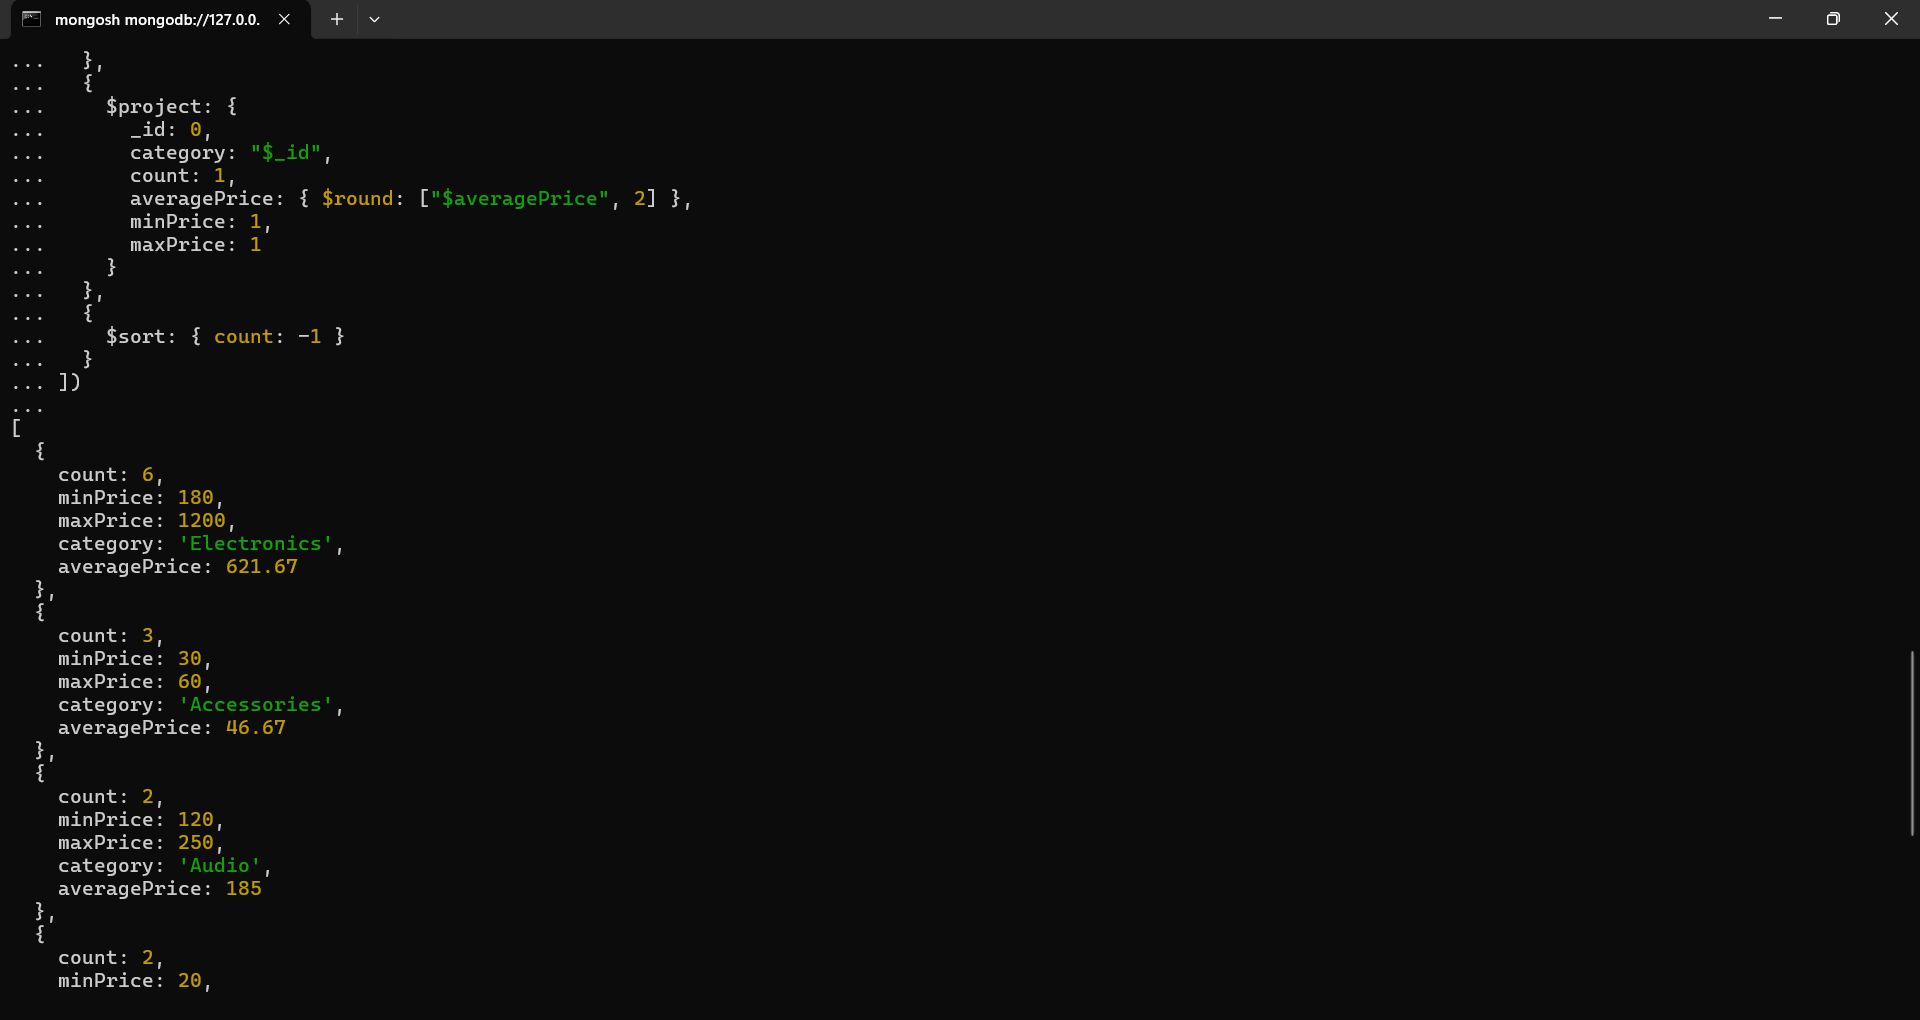 mongosh mongodb://127.0.0.
...   },
...   {
...     $project: {
...       _id: 0,
...       category: "$_id",
...       count: 1,
...       averagePrice: { $round: ["$averagePrice", 2] },
...       minPrice: 1,
...       maxPrice: 1
...     }
...   },
...   {
...     $sort: { count: -1 }
...   }
... ])
...
[
  {
    count: 6,
    minPrice: 180,
    maxPrice: 1200,
    category: 'Electronics',
    averagePrice: 621.67
  },
  {
    count: 3,
    minPrice: 30,
    maxPrice: 60,
    category: 'Accessories',
    averagePrice: 46.67
  },
  {
    count: 2,
    minPrice: 120,
    maxPrice: 250,
    category: 'Audio',
    averagePrice: 185
  },
  {
    count: 2,
    minPrice: 20,